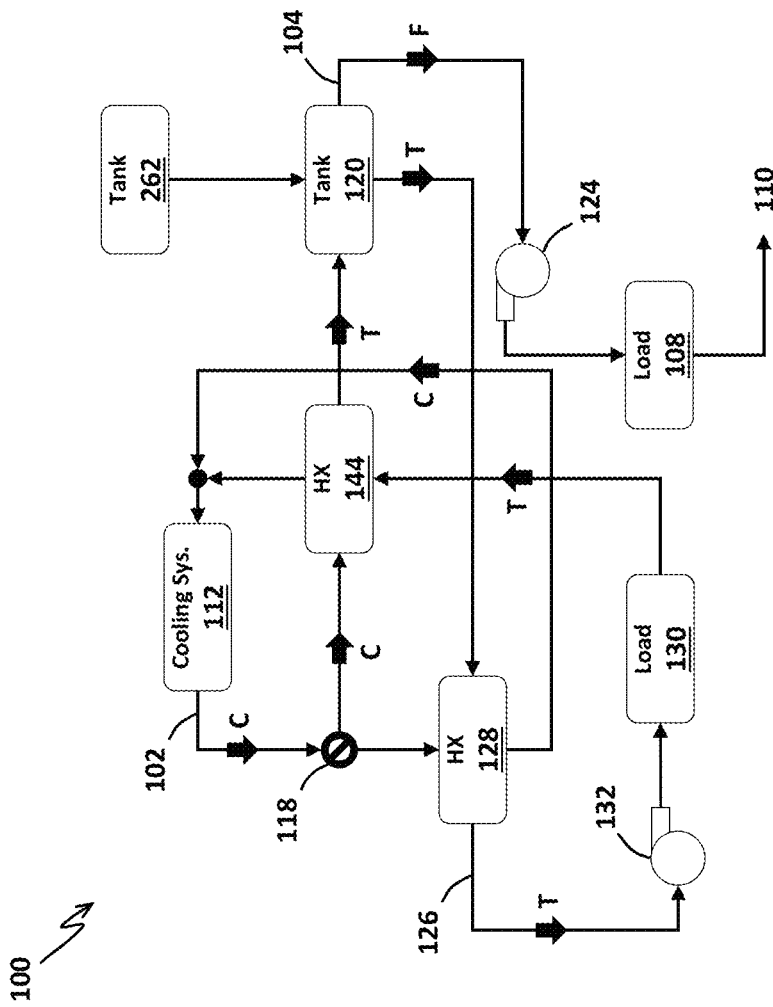 100
Tank
262
102
Cooling Sys.
112
C
118
104
HX
144
Tank
120
C
T
C
T
F
126
HX
128
T
T
124
132
Load
130
Load
108
110